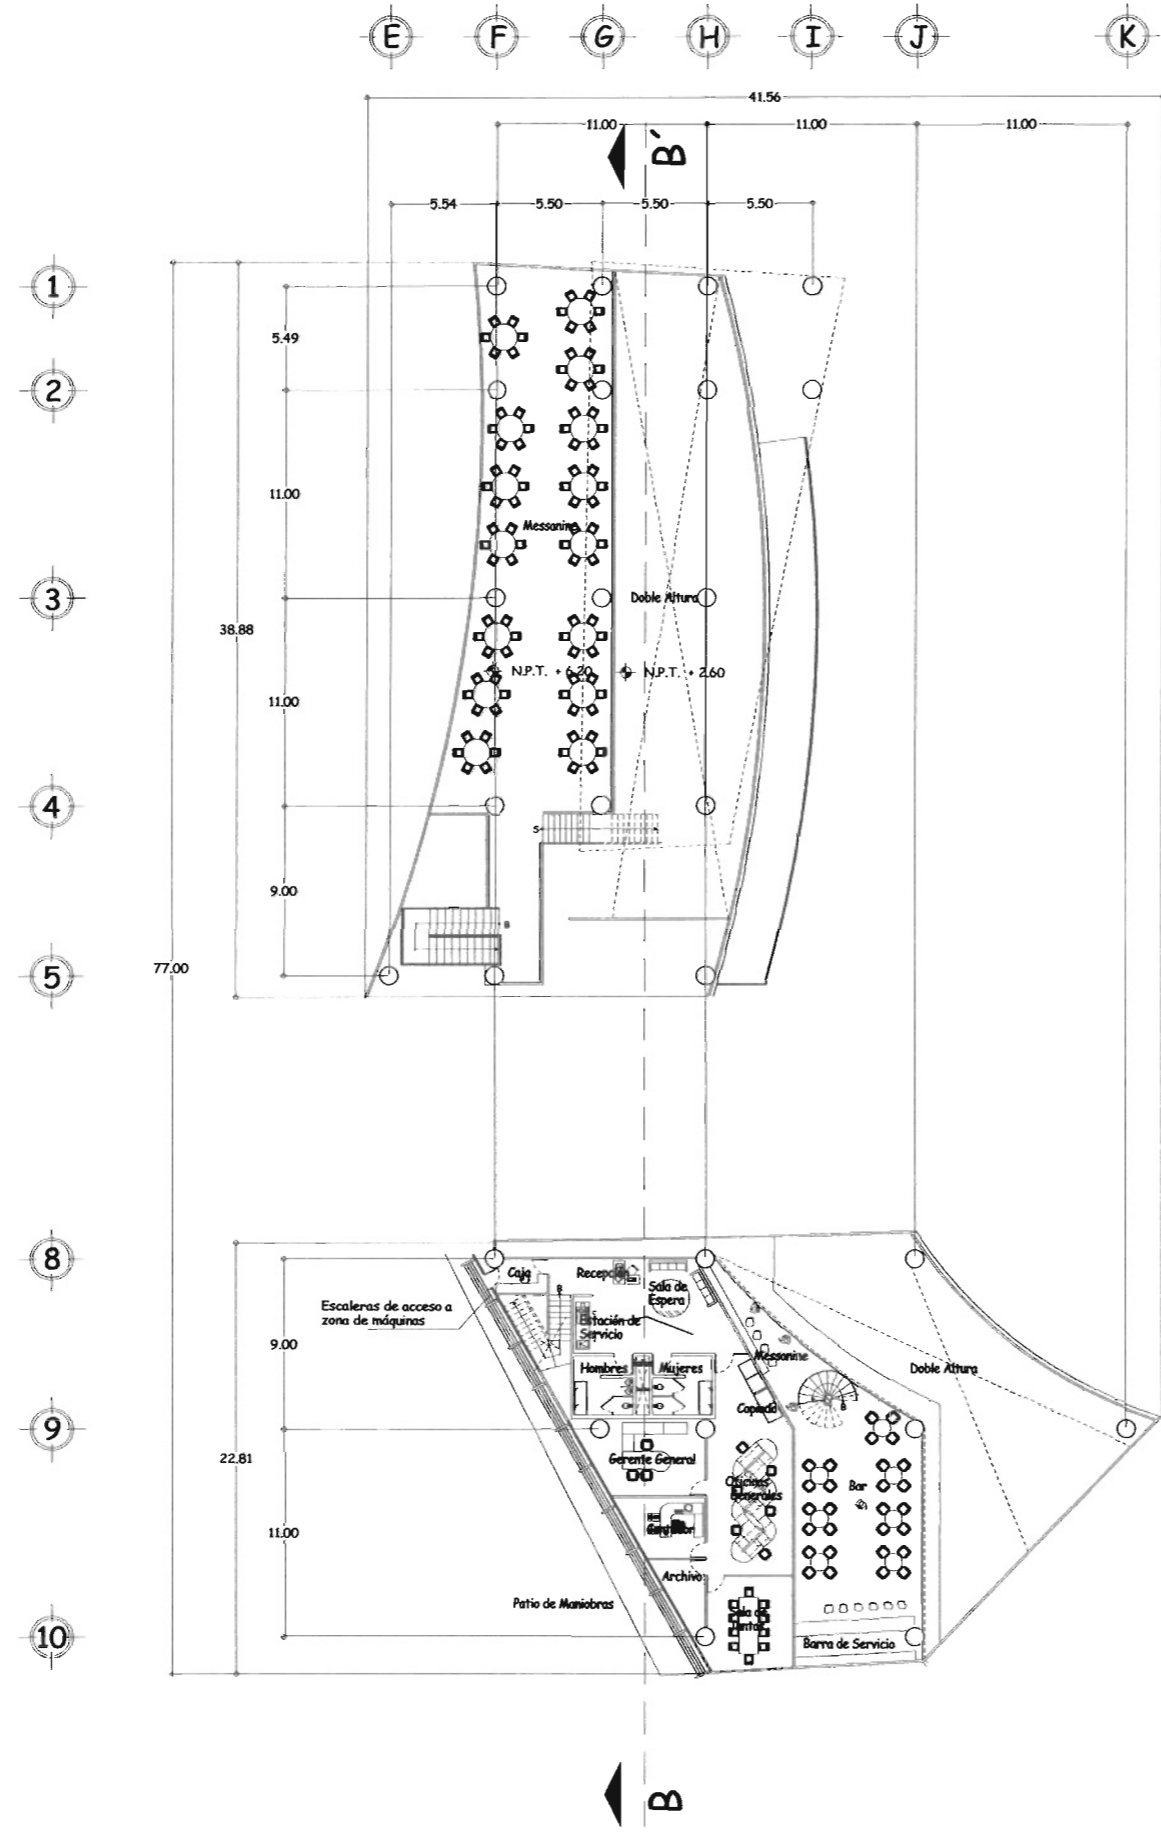 E F G H I J K
41.56
11.00 11.00 11.00
B´
5.54 5.50 5.50 5.50
1
5.49
2
11.00
Messanine
3
Doble Altura
38.88
N.P.T. + 6.20 N.P.T. + 2.60
11.00
4
S
9.00
B
77.00
5
8
Caja Recepción
Sala de
Espera
B
Escaleras de acceso a
zona de máquinas
Estación de
Servicio
9.00
Messanine
Hombres Mujeres
Doble Altura
Copiado
B
9
22.81
Gerente General
Oficinas
Generales
Bar
11.00
Contador
Archivo
Patio de Maniobras
Sala de
Juntas
10
Barra de Servicio
B